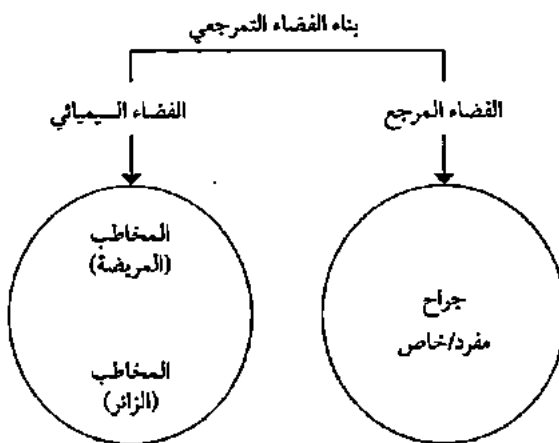 بناء الفضاء التمرجعي
الفضاء المرجع
الفضاء السيميائي
جراح
مفرد/خاص
المخاطب
(المريضة)
المخاطب
(الزائر)